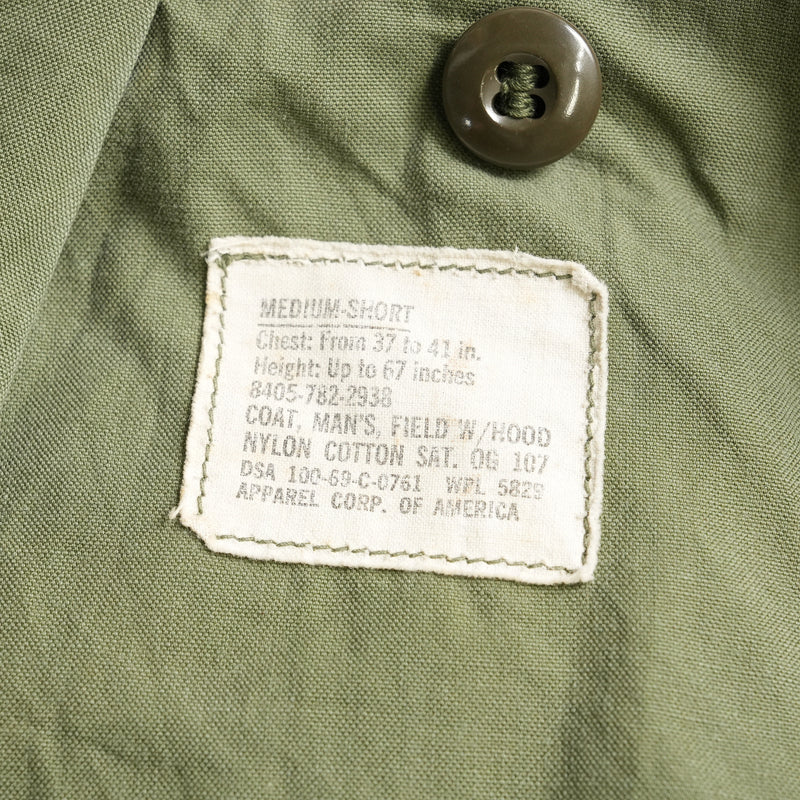 MEDIUM-SHORT
Chest: From 37 to 41 in.
Height: Up to 67 inches
8405-782-2938
COAT, MAN'S, FIELD W/HOOD
NYLON COTTON SAT. OG 107
DSA 100-69-C-0761 WPL 5829
APPAREL CORP. OF AMERICA